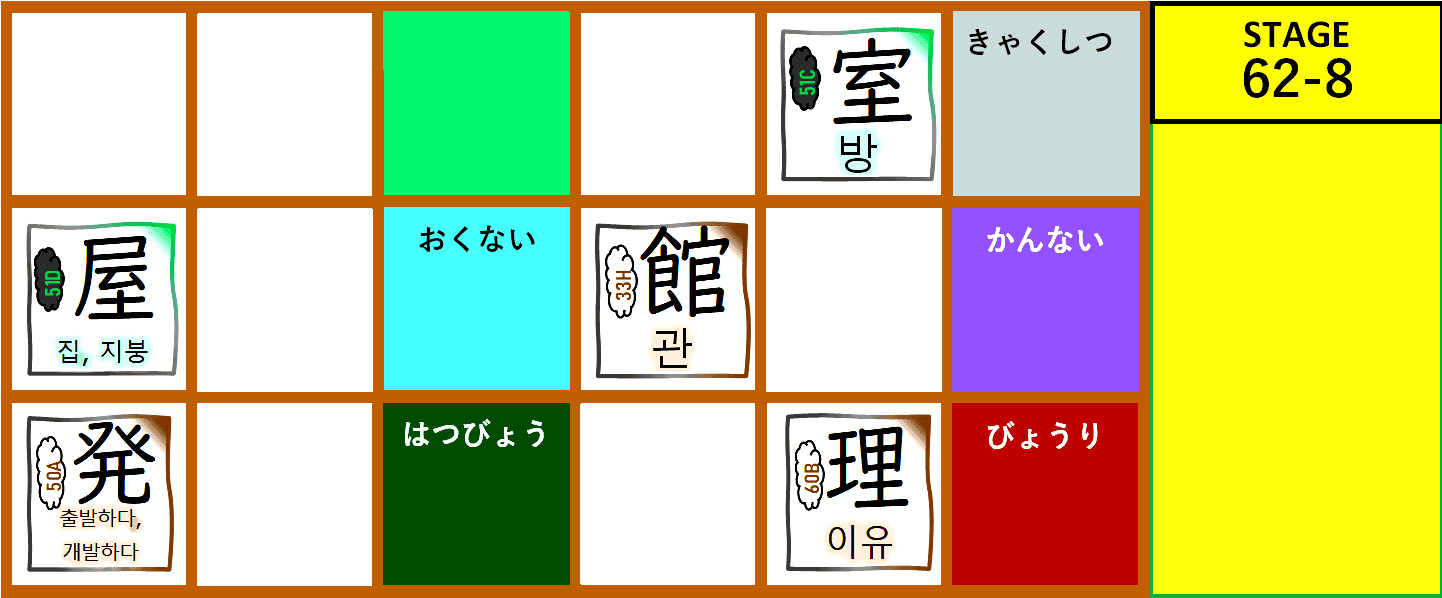 51C
室
방
きゃくしつ
STAGE
62-8
51D
屋
집, 지붕
おくない
33H
館
관
かんない
50A
発
출발하다,
개발하다
はつびょう
60B
理
이유
びょうり